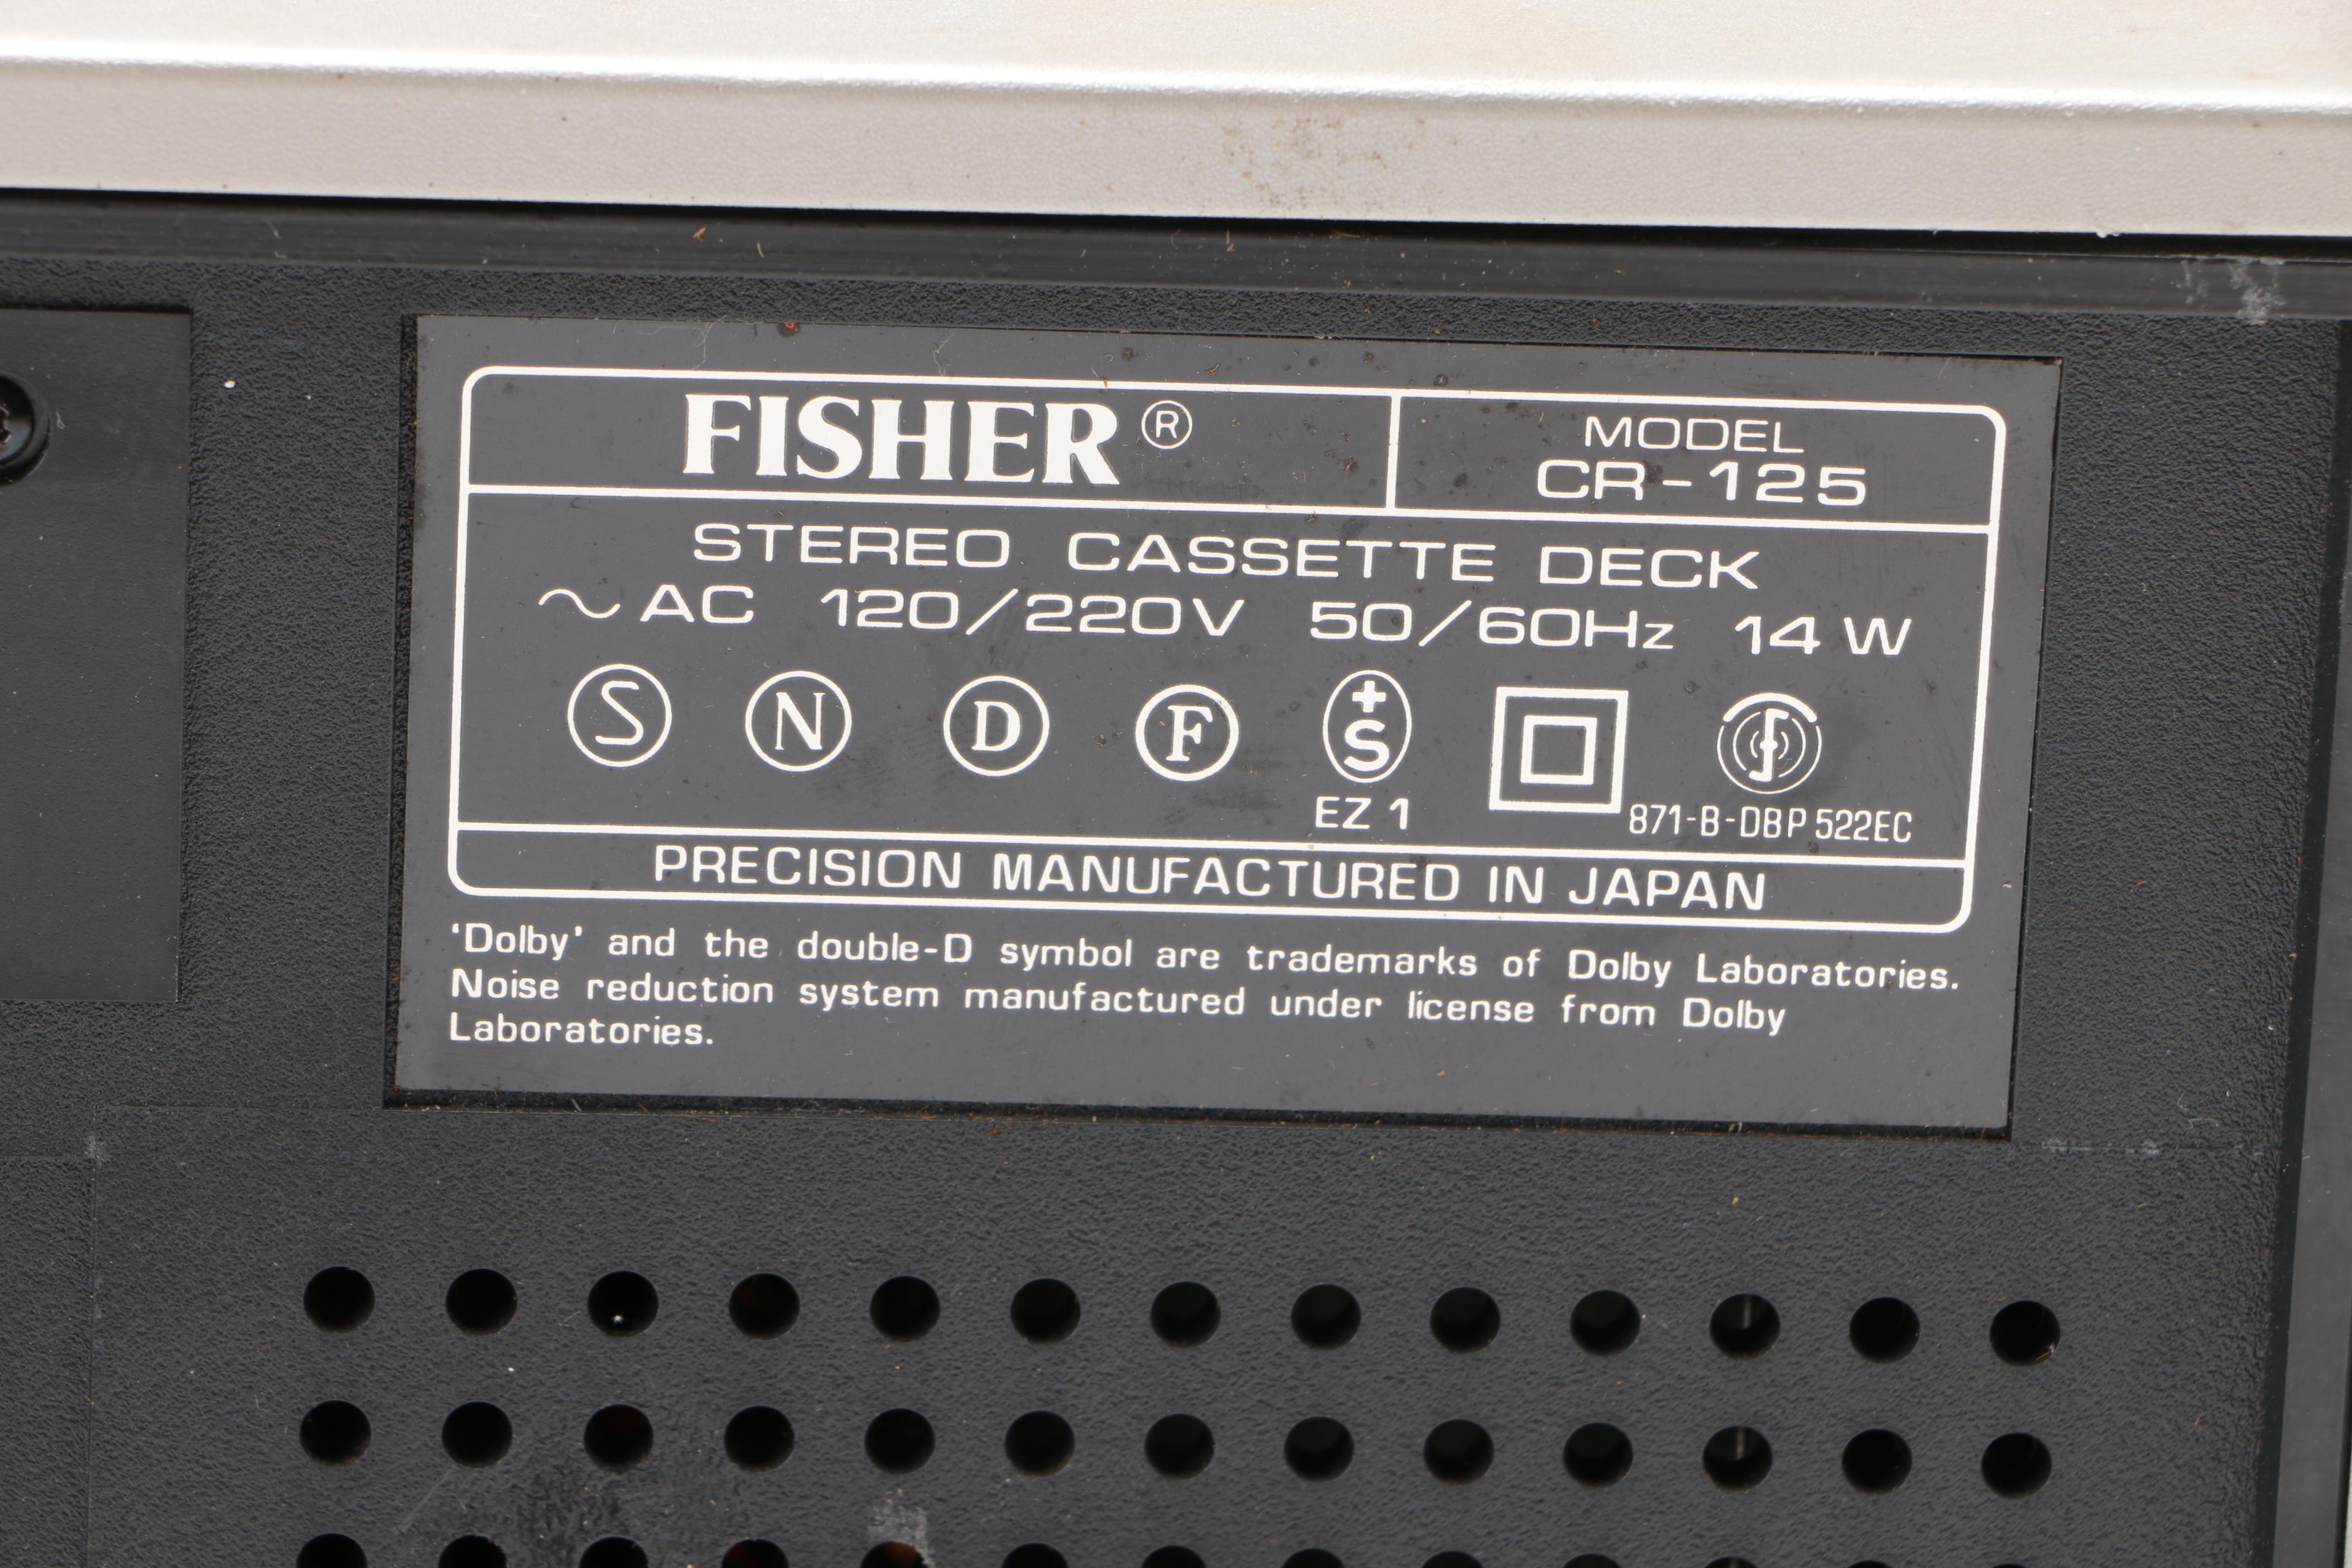 FISHER®
MODEL
CR-125
STEREO CASSETTE DECK
~AC 120/220V 50/60Hz 14W
S N D F +S
EZ 1
871-B-DBP 522EC
PRECISION MANUFACTURED IN JAPAN
‘Dolby’ and the double-D symbol are trademarks of Dolby Laboratories.
Noise reduction system manufactured under license from Dolby
Laboratories.